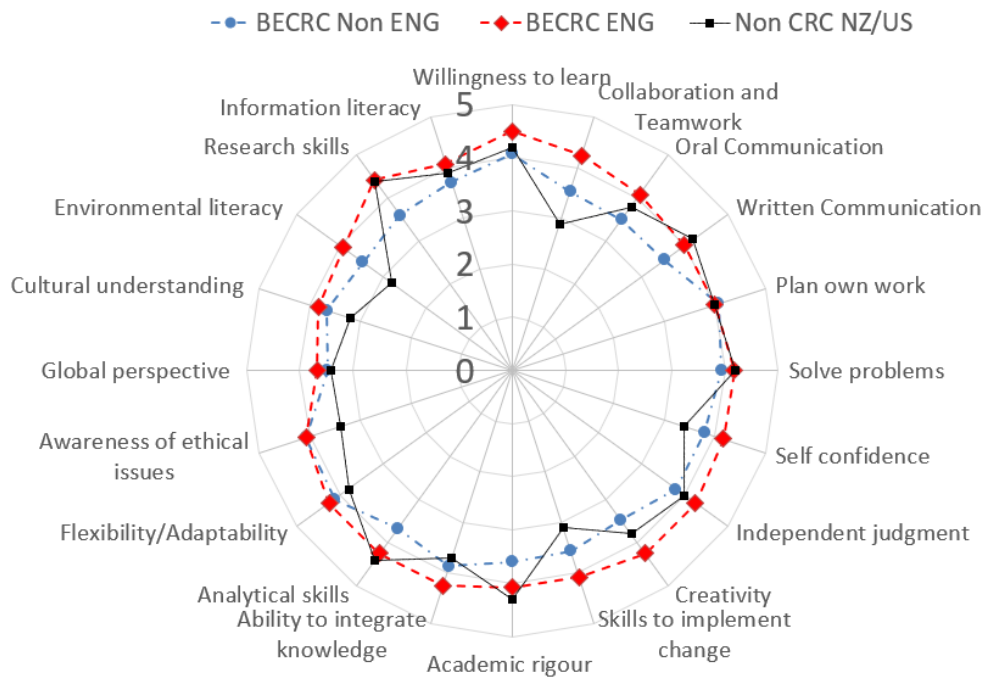 BECRC Non ENG
BECRC ENG
Non CRC NZ/US
Willingness to learn
Collaboration and
Teamwork
Oral Communication
Written Communication
Plan own work
Solve problems
Self confidence
Independent judgment
Creativity
Skills to implement
change
Academic rigour
Ability to integrate
knowledge
Analytical skills
Flexibility/Adaptability
Awareness of ethical
issues
Global perspective
Cultural understanding
Environmental literacy
Research skills
Information literacy
5
4
3
2
1
0